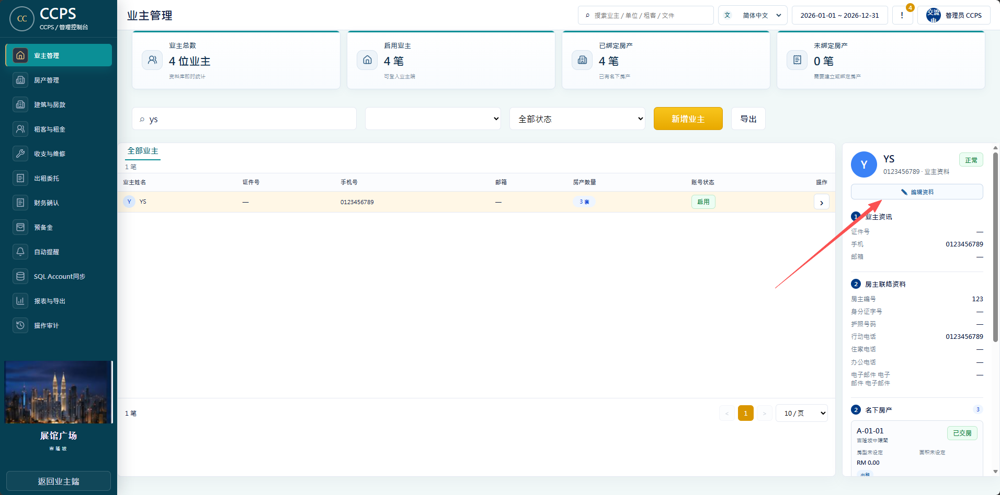 CC
CCPS
CCPS / 管理控制台
业主管理
房产管理
建筑与房款
租客与租金
收支与维修
出租委托
财务确认
预备金
自动提醒
SQL Account同步
报表与导出
操作审计
展馆广场
吉隆坡
返回业主端
业主管理
搜索业主 / 单位 / 租客 / 文件
文 简体中文
2026-01-01 ~ 2026-12-31
!
4
交流电
管理员 CCPS
业主总数
4 位业主
资料库即时统计
启用业主
4 笔
可登入业主端
已绑定房产
4 笔
已有名下房产
未绑定房产
0 笔
需要建立或绑定房产
ys
全部状态
新增业主
导出
全部业主
1 笔
业主姓名 证件号 手机号 邮箱 房产数量 账号状态 操作
Y YS — 0123456789 — 3 套 启用 ›
1 笔
< 1 > 10 / 页
Y
YS
0123456789 · 业主资料
正常
编辑资料
1 业主资讯
证件号 —
手机 0123456789
邮箱 —
2 房主联络资料
房主编号 123
身分证字号 —
护照号码 —
行动电话 0123456789
住家电话 —
办公电话 —
电子邮件 电子 —
邮件 电子邮件
2 名下房产 3
A-01-01 已交房
吉隆坡中環閣
房型未设定 面积未设定
RM 0.00
出租